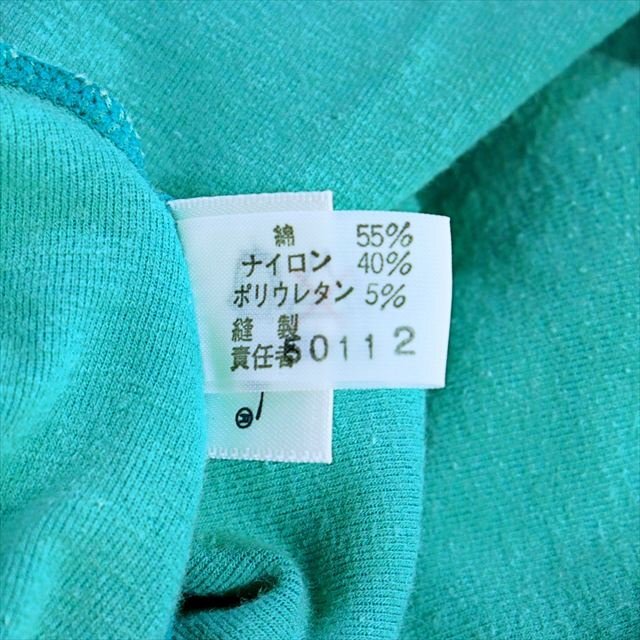 綿 55%
ナイロン 40%
ポリウレタン 5%
縫製
責任者 50112